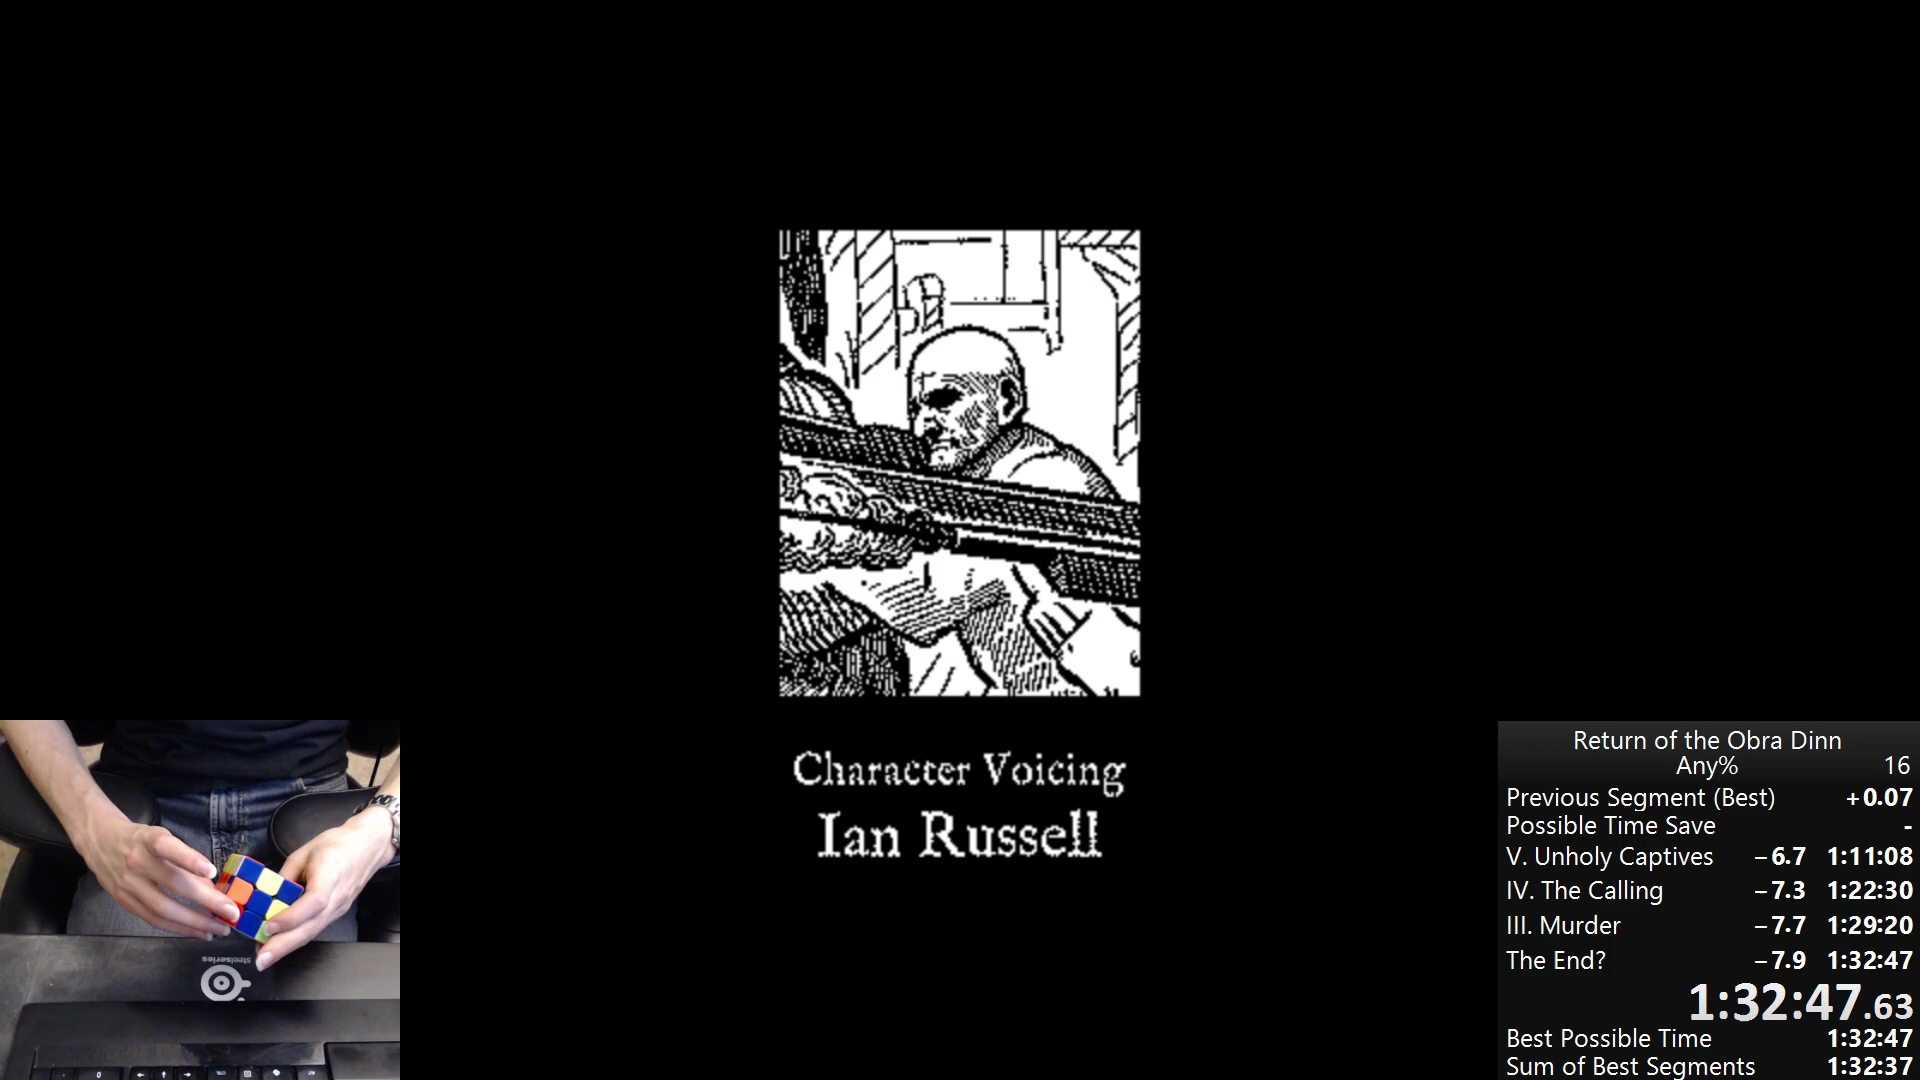 Character Voicing
Ian Russell
steelseries
Return of the Obra Dinn
Any% 16
Previous Segment (Best) +0.07
Possible Time Save -
V. Unholy Captives −6.7 1:11:08
IV. The Calling −7.3 1:22:30
III. Murder −7.7 1:29:20
The End? −7.9 1:32:47
1:32:47.63
Best Possible Time 1:32:47
Sum of Best Segments 1:32:37